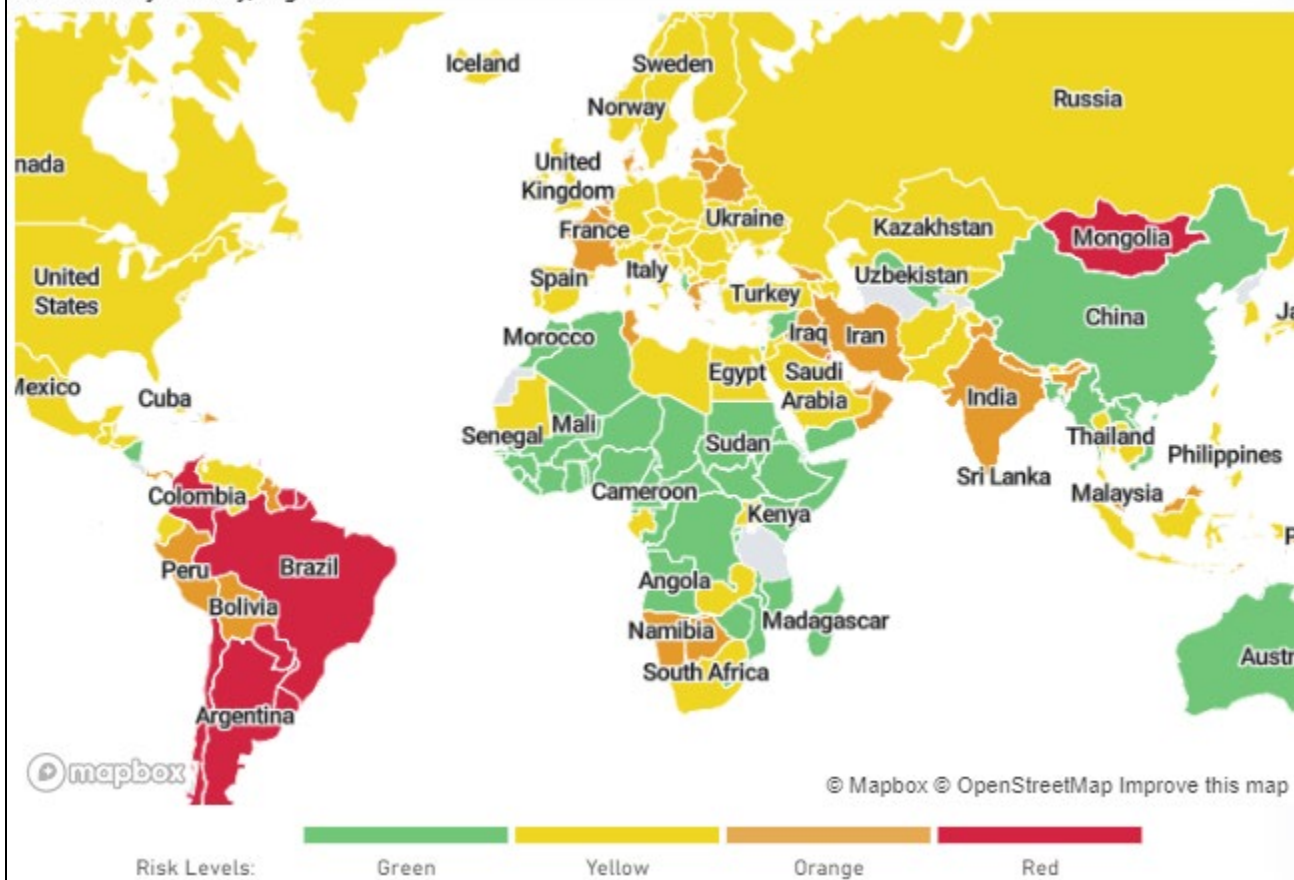 Iceland
Sweden
Norway
Russia
nada
United
Kingdom
Ukraine
France
Kazakhstan
Mongolia
United
States
Spain
Italy
Uzbekistan
Turkey
China
Ja
Morocco
Iraq
Iran
Mexico
Cuba
Egypt
Saudi
Arabia
India
Senegal
Mali
Sudan
Thailand
Philippines
Colombia
Cameroon
Sri Lanka
Malaysia
Kenya
P
Peru
Brazil
Angola
Bolivia
Namibia
Madagascar
South Africa
Austr
Argentina
mapbox
© Mapbox © OpenStreetMap Improve this map
Risk Levels: Green Yellow Orange Red